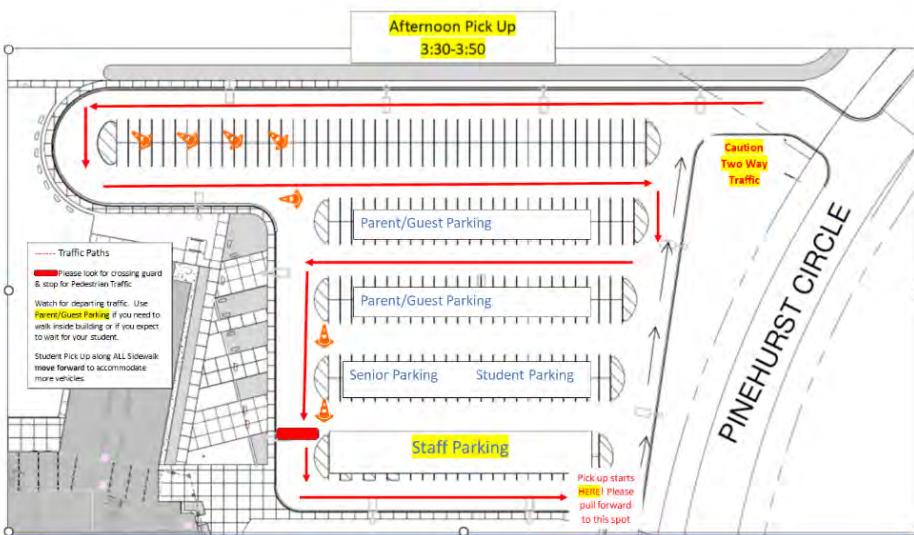 Afternoon Pick Up
3:30-3:50
Caution
Two Way
Traffic
Parent/Guest Parking
PINEHURST CIRCLE
Traffic Paths
Please look for crossing guard
& stop for Pedestrian Traffic
Watch for departing traffic. Use
Parent/Guest Parking if you need to
walk inside building or if you expect
to wait for your student.
Student Pick Up along ALL Sidewalk
move forward to accommodate
more vehicles.
Parent/Guest Parking
Senior Parking Student Parking
Staff Parking
Pick up starts
HERE! Please
pull forward
to this spot